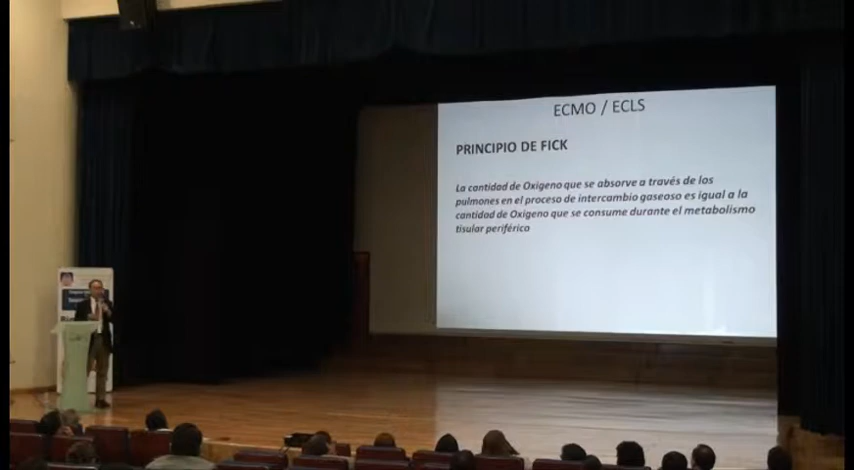 ECMO / ECLS
PRINCIPIO DE FICK
La cantidad de Oxigeno que se absorve a través de los
pulmones en el proceso de intercambio gaseoso es igual a la
cantidad de Oxigeno que se consume durante el metabolismo
tisular periférico